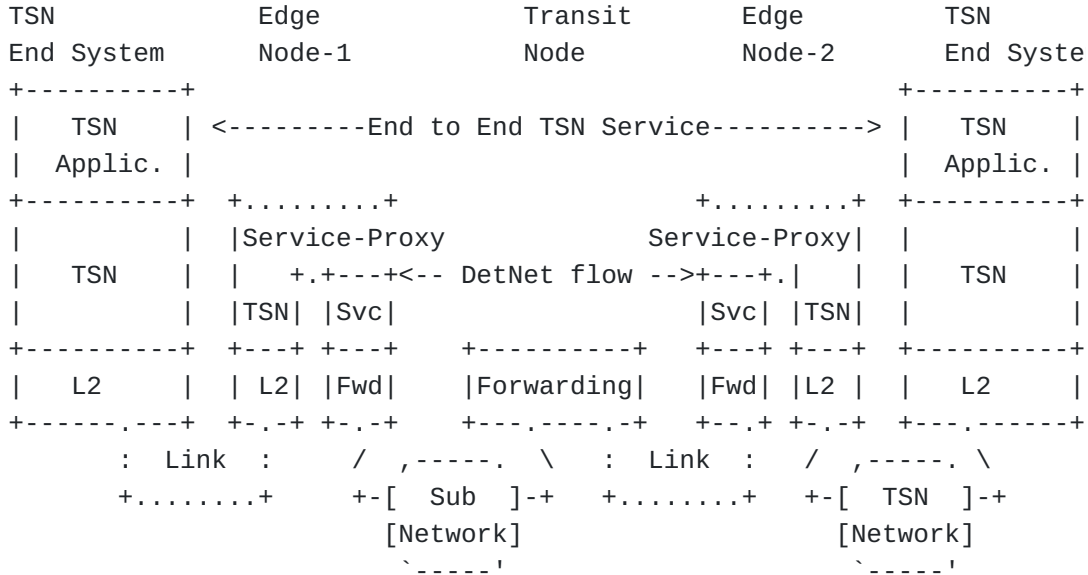 TSN              Edge              Transit         Edge            TSN
End System       Node-1              Node          Node-2         End Syste
+----------+                                                   +----------+
|    TSN   | <---------End to End TSN Service----------> |    TSN   |
|   Applic. |                                                |   Applic. |
+----------+  +.........+                    +.........+  +----------+
|          |  |Service-Proxy             Service-Proxy|  |          |
|    TSN   |  |   +.+---+<-- DetNet flow -->+---+.|   |  |    TSN   |
|          |  |TSN| |Svc|                    |Svc| |TSN|  |          |
+----------+  +---+ +---+    +----------+   +---+ +---+  +----------+
|    L2    |  | L2| |Fwd|    |Forwarding|   |Fwd| |L2 |  |    L2    |
+------.---+  +-.-+ +-.-+    +---.----.-+   +--.+ +-.-+  +---.------+
       :  Link  :     /  ,-----.  \   :  Link  :   /  ,-----. \
       +........+     +-[  Sub  ]-+   +........+   +-[  TSN  ]-+
                        [Network]                    [Network]
                         `-----'                      `-----'